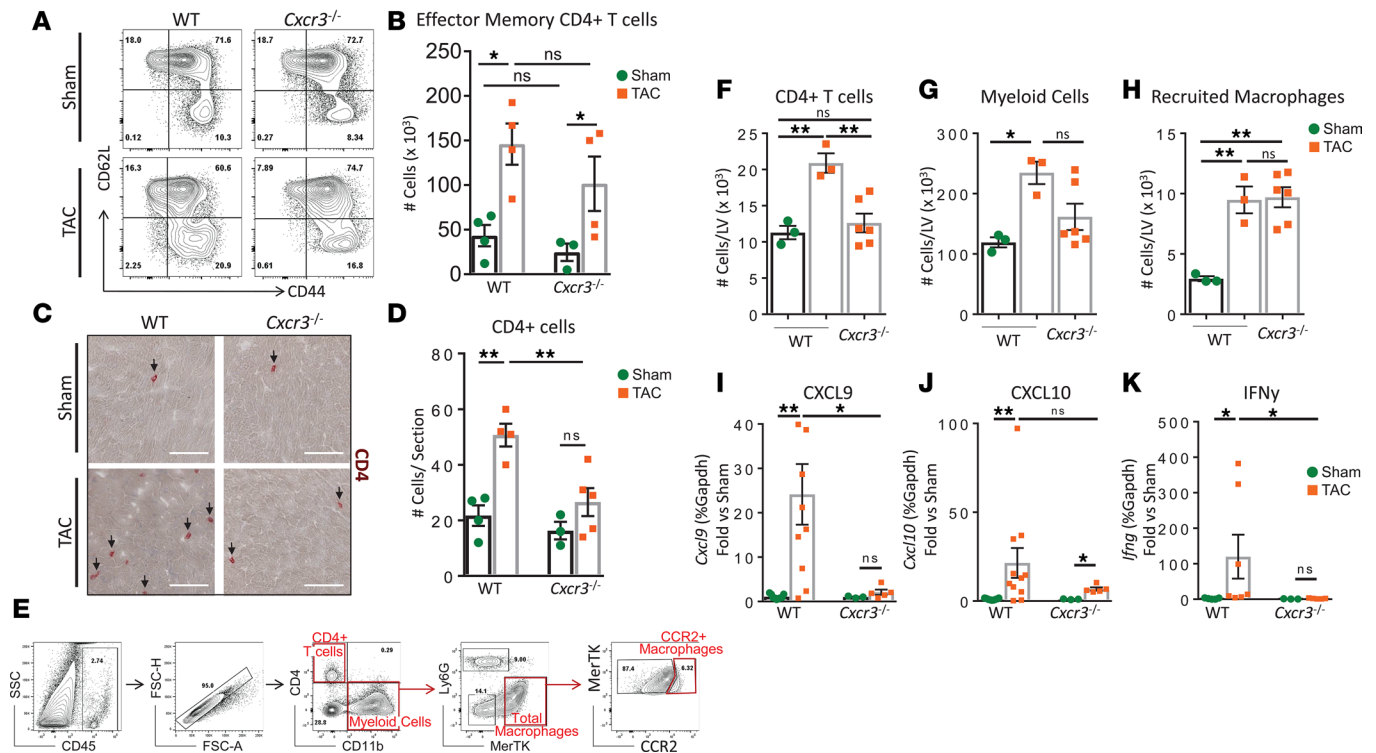 A
WT
Cxcr3-/-
Sham
18.0
71.6
0.12
10.3
18.7
72.7
0.27
8.34
TAC
16.3
60.6
2.25
20.9
7.89
74.7
0.61
16.8
CD62L
CD44
B
Effector Memory CD4+ T cells
# Cells (x 10³)
250
200
150
100
50
0
*
ns
ns
*
Sham
TAC
WT
Cxcr3-/-
C
WT
Cxcr3-/-
Sham
TAC
CD4
D
CD4+ cells
# Cells/ Section
80
60
40
20
0
**
**
ns
Sham
TAC
WT
Cxcr3-/-
E
SSC
CD45
2.74
FSC-H
FSC-A
95.0
CD4+
T cells
0.29
CD4
28.8
Myeloid Cells
CD11b
Ly6G
9.00
14.1
Total
Macrophages
MerTK
CCR2+
Macrophages
MerTK
87.4
6.32
CCR2
F
CD4+ T cells
# Cells/LV (x 10³)
25
20
15
10
5
0
ns
**
**
WT
Cxcr3-/-
G
Myeloid Cells
# Cells/LV (x 10³)
300
200
100
0
*
ns
WT
Cxcr3-/-
H
Recruited Macrophages
# Cells/LV (x 10³)
15
10
5
0
**
**
ns
Sham
TAC
WT
Cxcr3-/-
I
CXCL9
Cxcl9 (%Gapdh)
Fold vs Sham
40
30
20
10
0
**
*
ns
WT
Cxcr3-/-
J
CXCL10
Cxcl10 (%Gapdh)
Fold vs Sham
100
50
0
**
ns
*
WT
Cxcr3-/-
K
IFNy
Ifng (%Gapdh)
Fold vs Sham
500
400
300
200
100
0
*
*
ns
Sham
TAC
WT
Cxcr3-/-